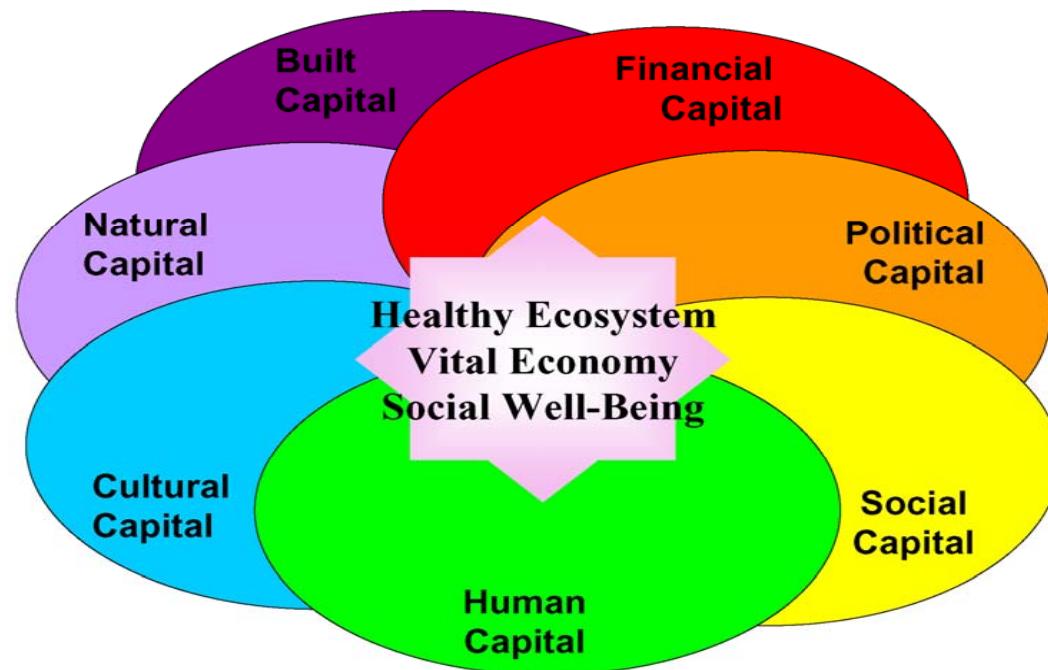 Built
Capital
Financial
Capital
Natural
Capital
Political
Capital
Healthy Ecosystem
Vital Economy
Social Well-Being
Cultural
Capital
Social
Capital
Human
Capital